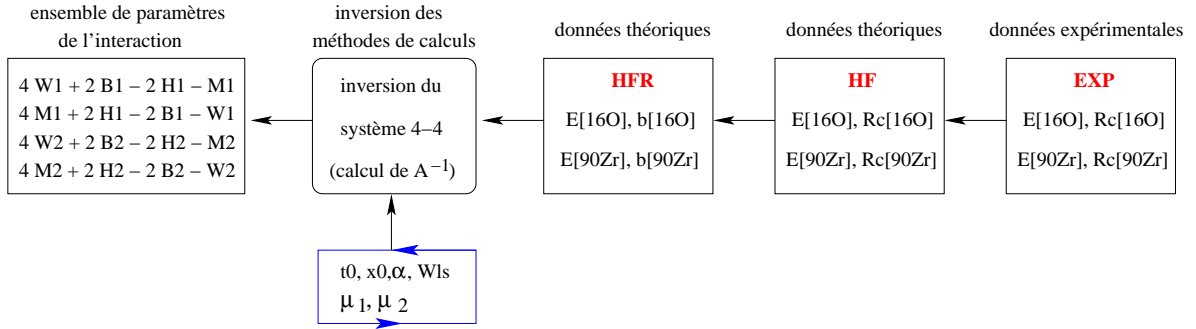 ensemble de paramètres
de l'interaction
4 W1 + 2 B1 − 2 H1 − M1
4 M1 + 2 H1 − 2 B1 − W1
4 W2 + 2 B2 − 2 H2 − M2
4 M2 + 2 H2 − 2 B2 − W2
inversion des
méthodes de calculs
inversion du
système 4−4
(calcul de A⁻¹)
t0, x0,α, Wls
μ 1, μ 2
données théoriques
HFR
E[16O], b[16O]
E[90Zr], b[90Zr]
données théoriques
HF
E[16O], Rc[16O]
E[90Zr], Rc[90Zr]
données expérimentales
EXP
E[16O], Rc[16O]
E[90Zr], Rc[90Zr]